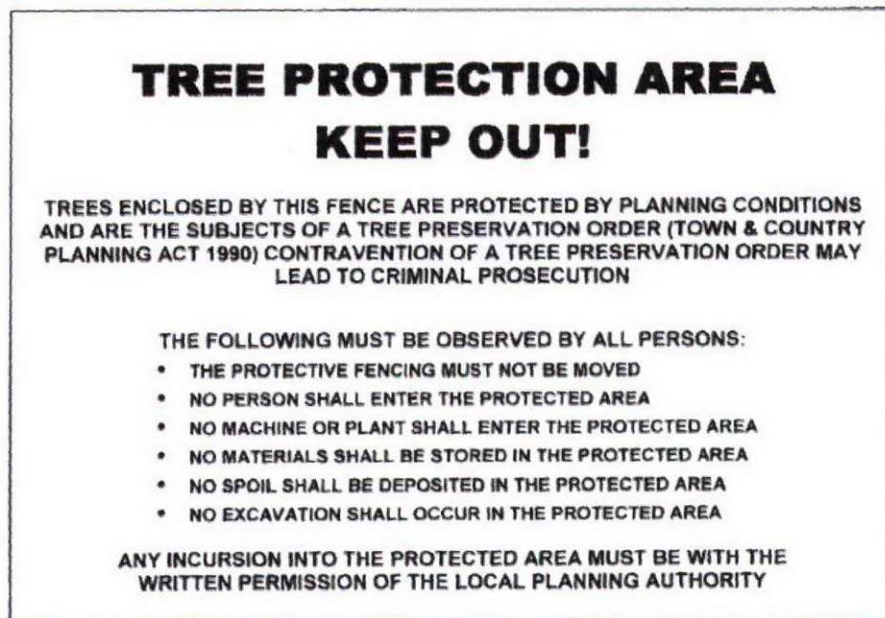 TREE PROTECTION AREA
KEEP OUT!
TREES ENCLOSED BY THIS FENCE ARE PROTECTED BY PLANNING CONDITIONS
AND ARE THE SUBJECTS OF A TREE PRESERVATION ORDER (TOWN & COUNTRY
PLANNING ACT 1990) CONTRAVENTION OF A TREE PRESERVATION ORDER MAY
LEAD TO CRIMINAL PROSECUTION
THE FOLLOWING MUST BE OBSERVED BY ALL PERSONS:
• THE PROTECTIVE FENCING MUST NOT BE MOVED
• NO PERSON SHALL ENTER THE PROTECTED AREA
• NO MACHINE OR PLANT SHALL ENTER THE PROTECTED AREA
• NO MATERIALS SHALL BE STORED IN THE PROTECTED AREA
• NO SPOIL SHALL BE DEPOSITED IN THE PROTECTED AREA
• NO EXCAVATION SHALL OCCUR IN THE PROTECTED AREA
ANY INCURSION INTO THE PROTECTED AREA MUST BE WITH THE
WRITTEN PERMISSION OF THE LOCAL PLANNING AUTHORITY